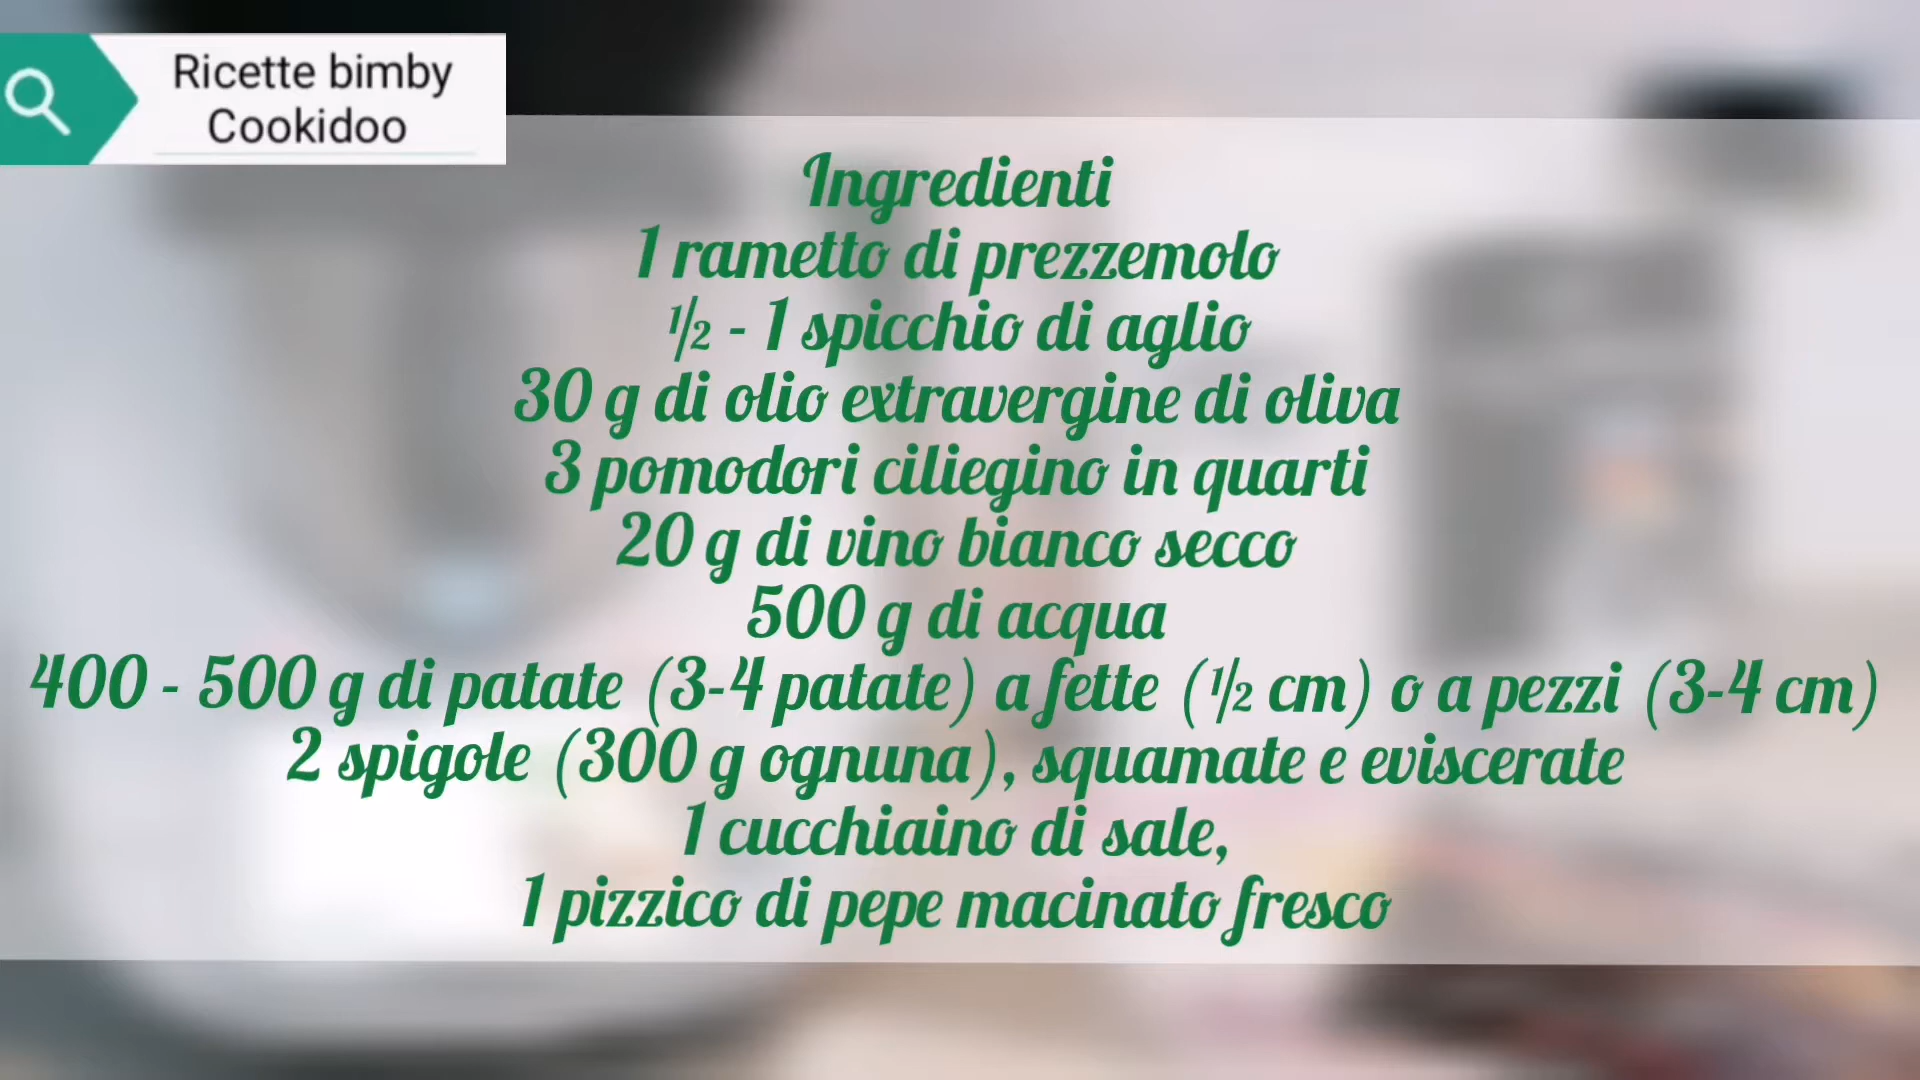 Ricette bimby
Cookidoo
Ingredienti
1 rametto di prezzemolo
½ - 1 spicchio di aglio
30 g di olio extravergine di oliva
3 pomodori ciliegino in quarti
20 g di vino bianco secco
500 g di acqua
400 - 500 g di patate (3-4 patate) a fette (½ cm) o a pezzi (3-4 cm)
2 spigole (300 g ognuna), squamate e eviscerate
1 cucchiaino di sale,
1 pizzico di pepe macinato fresco